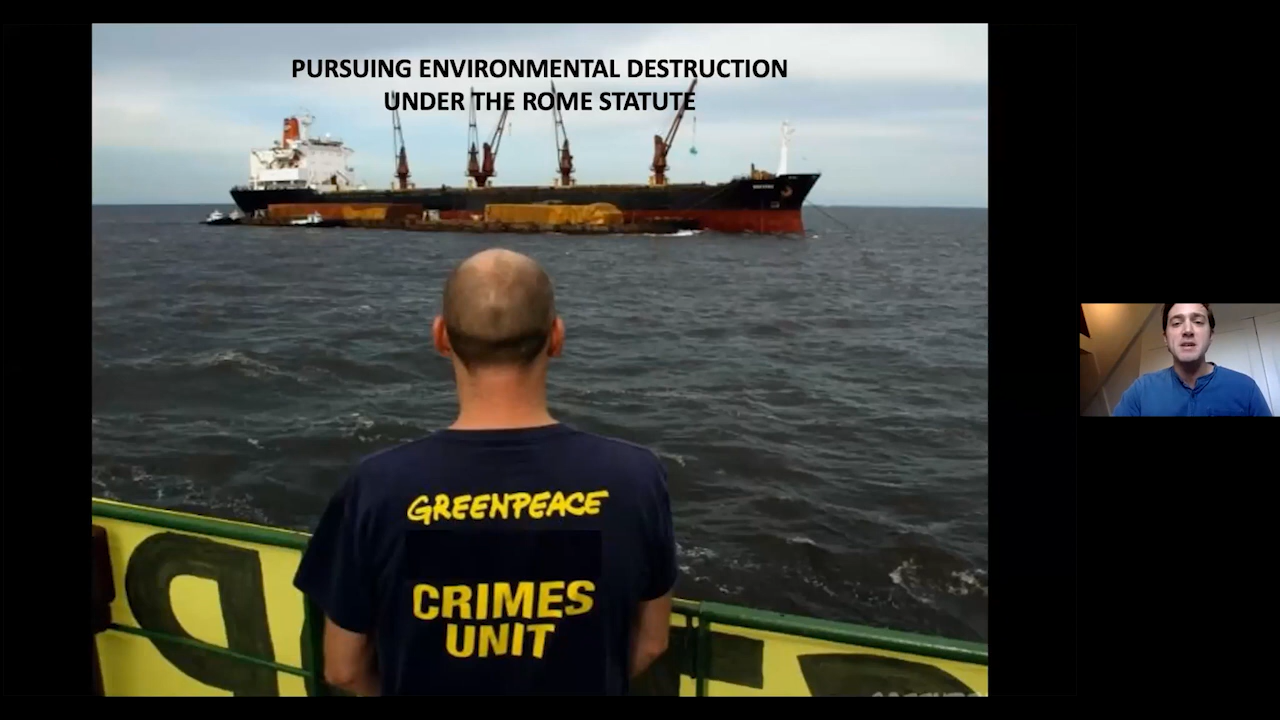 PURSUING ENVIRONMENTAL DESTRUCTION
UNDER THE ROME STATUTE
GREENPEACE
CRIMES
UNIT